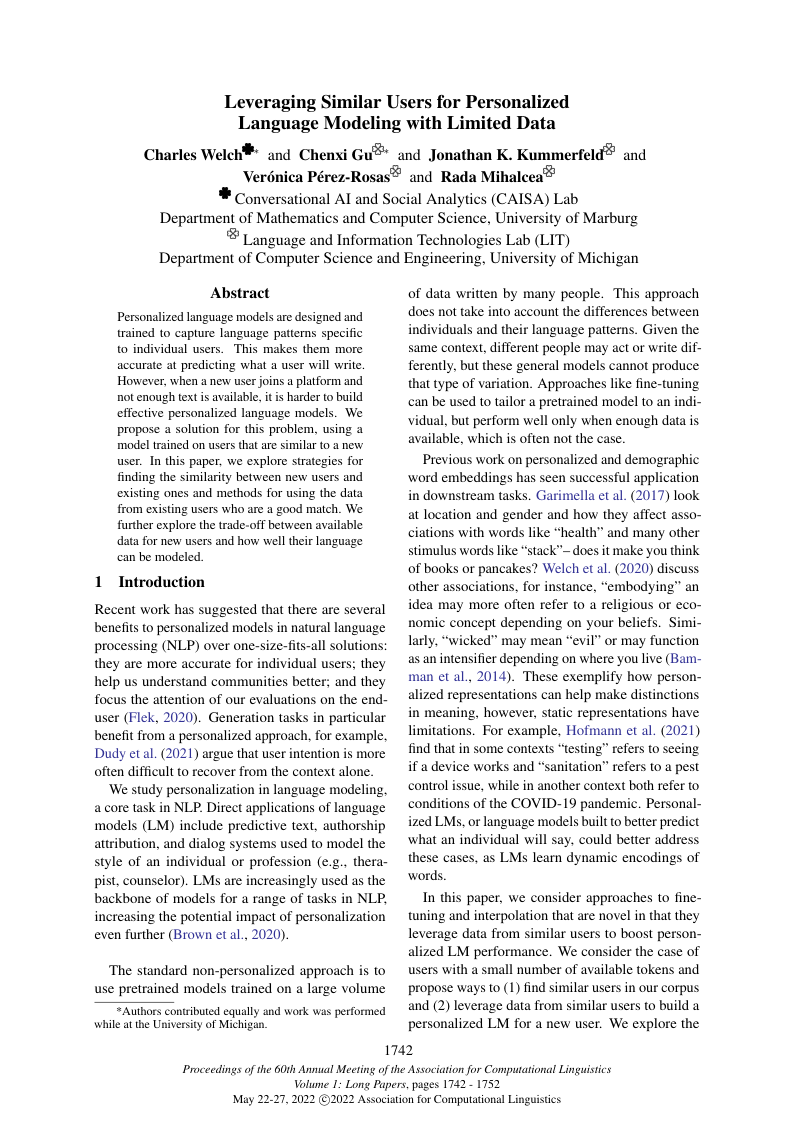 Leveraging Similar Users for Personalized
Language Modeling with Limited Data
Charles Welch✤* and Chenxi Gu✤* and Jonathan K. Kummerfeld✤ and
Verónica Pérez-Rosas✤ and Rada Mihalcea✤
✤ Conversational AI and Social Analytics (CAISA) Lab
Department of Mathematics and Computer Science, University of Marburg
✤ Language and Information Technologies Lab (LIT)
Department of Computer Science and Engineering, University of Michigan
Abstract
Personalized language models are designed and
trained to capture language patterns specific
to individual users. This makes them more
accurate at predicting what a user will write.
However, when a new user joins a platform and
not enough text is available, it is harder to build
effective personalized language models. We
propose a solution for this problem, using a
model trained on users that are similar to a new
user. In this paper, we explore strategies for
finding the similarity between new users and
existing ones and methods for using the data
from existing users who are a good match. We
further explore the trade-off between available
data for new users and how well their language
can be modeled.
1 Introduction
Recent work has suggested that there are several
benefits to personalized models in natural language
processing (NLP) over one-size-fits-all solutions:
they are more accurate for individual users; they
help us understand communities better; and they
focus the attention of our evaluations on the end-
user (Flek, 2020). Generation tasks in particular
benefit from a personalized approach, for example,
Dudy et al. (2021) argue that user intention is more
often difficult to recover from the context alone.
We study personalization in language modeling,
a core task in NLP. Direct applications of language
models (LM) include predictive text, authorship
attribution, and dialog systems used to model the
style of an individual or profession (e.g., thera-
pist, counselor). LMs are increasingly used as the
backbone of models for a range of tasks in NLP,
increasing the potential impact of personalization
even further (Brown et al., 2020).
The standard non-personalized approach is to
use pretrained models trained on a large volume
*Authors contributed equally and work was performed
while at the University of Michigan.
of data written by many people. This approach
does not take into account the differences between
individuals and their language patterns. Given the
same context, different people may act or write dif-
ferently, but these general models cannot produce
that type of variation. Approaches like fine-tuning
can be used to tailor a pretrained model to an indi-
vidual, but perform well only when enough data is
available, which is often not the case.
Previous work on personalized and demographic
word embeddings has seen successful application
in downstream tasks. Garimella et al. (2017) look
at location and gender and how they affect asso-
ciations with words like “health” and many other
stimulus words like “stack”– does it make you think
of books or pancakes? Welch et al. (2020) discuss
other associations, for instance, “embodying” an
idea may more often refer to a religious or eco-
nomic concept depending on your beliefs. Simi-
larly, “wicked” may mean “evil” or may function
as an intensifier depending on where you live (Bam-
man et al., 2014). These exemplify how person-
alized representations can help make distinctions
in meaning, however, static representations have
limitations. For example, Hofmann et al. (2021)
find that in some contexts “testing” refers to seeing
if a device works and “sanitation” refers to a pest
control issue, while in another context both refer to
conditions of the COVID-19 pandemic. Personal-
ized LMs, or language models built to better predict
what an individual will say, could better address
these cases, as LMs learn dynamic encodings of
words.
In this paper, we consider approaches to fine-
tuning and interpolation that are novel in that they
leverage data from similar users to boost person-
alized LM performance. We consider the case of
users with a small number of available tokens and
propose ways to (1) find similar users in our corpus
and (2) leverage data from similar users to build a
personalized LM for a new user. We explore the
1742
Proceedings of the 60th Annual Meeting of the Association for Computational Linguistics
Volume 1: Long Papers, pages 1742 - 1752
May 22-27, 2022 ©2022 Association for Computational Linguistics